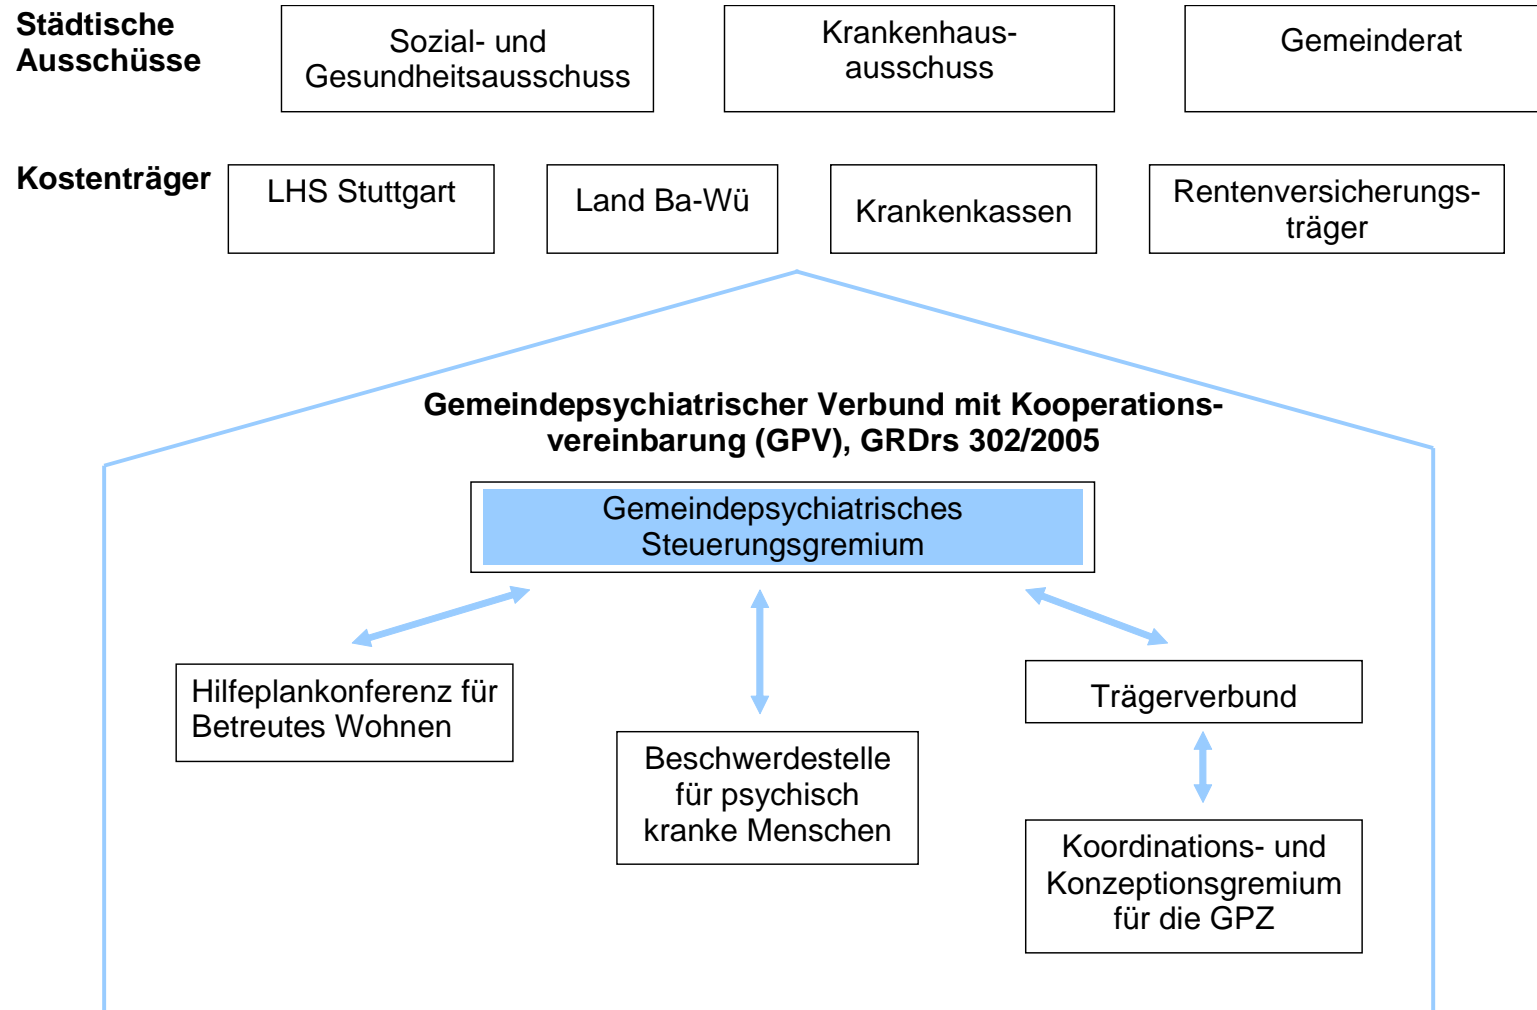 Städtische
Ausschüsse
Sozial- und
Gesundheitsausschuss
Krankenhaus-
ausschuss
Gemeinderat
Kostenträger
LHS Stuttgart
Land Ba-Wü
Krankenkassen
Rentenversicherungs-
träger
Gemeindepsychiatrischer Verbund mit Kooperations-
vereinbarung (GPV), GRDrs 302/2005
Gemeindepsychiatrisches
Steuerungsgremium
Hilfeplankonferenz für
Betreutes Wohnen
Beschwerdestelle
für psychisch
kranke Menschen
Trägerverbund
Koordinations- und
Konzeptionsgremium
für die GPZ